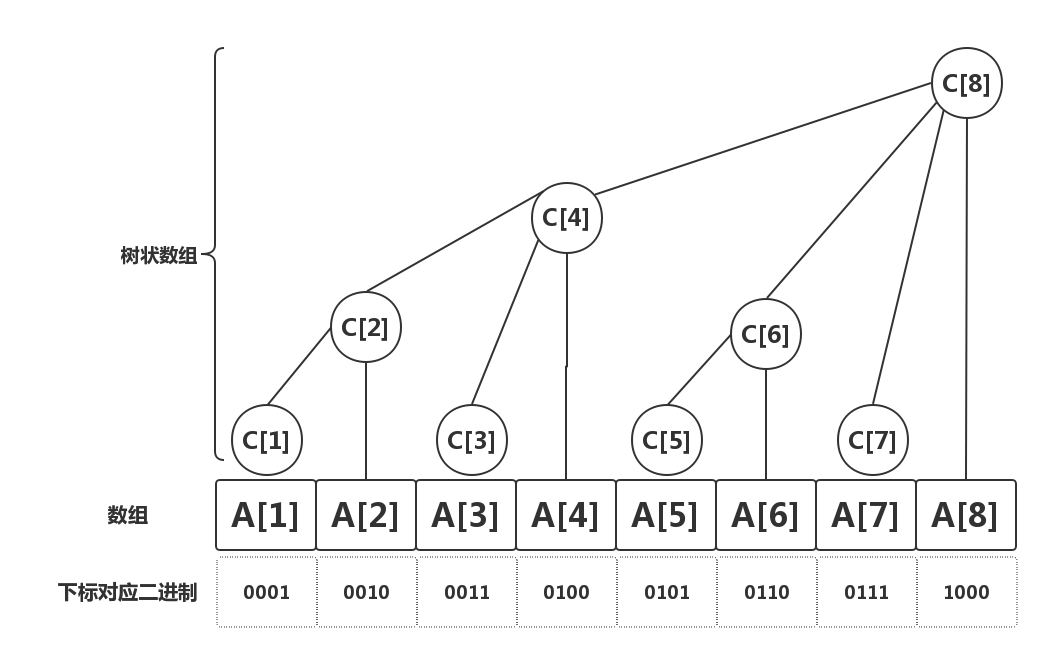 C[8]
C[4]
树状数组
C[2]
C[6]
C[1] C[3] C[5] C[7]
数组 A[1] A[2] A[3] A[4] A[5] A[6] A[7] A[8]
下标对应二进制 0001 0010 0011 0100 0101 0110 0111 1000